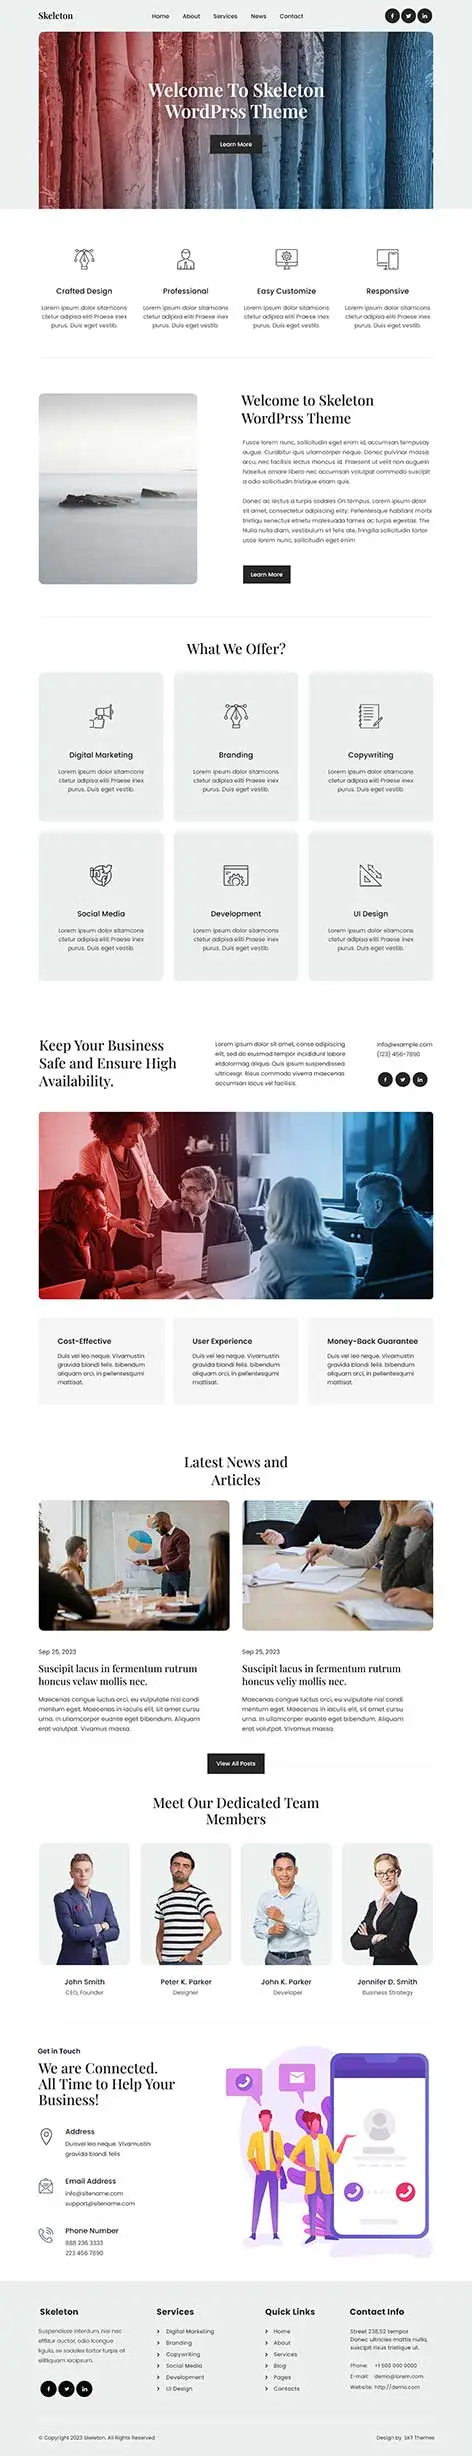 Skeleton
Home About Services News Contact
Welcome To Skeleton
WordPrss Theme
Learn More
Crafted Design
Lorem ipsum dolor sitamcons
ctetur adipisa eliti Praese inex
purus. Duis eget vestib.
Professional
Lorem ipsum dolor sitamcons
ctetur adipisa eliti Praese inex
purus. Duis eget vestib.
Easy Customize
Lorem ipsum dolor sitamcons
ctetur adipisa eliti Praese inex
purus. Duis eget vestib.
Responsive
Lorem ipsum dolor sitamcons
ctetur adipisa eliti Praese inex
purus. Duis eget vestib.
Welcome to Skeleton
WordPrss Theme
Fusce lorem nunc, sollicitudin eget enim id, accumsan tempusay
augue. Curabitur quis ullamcorper neque. Donec pulvinar massa
arcu, nec facilisis lectus rhoncus id. Praesent ut velit non auguein
hasellus ornare libero nec accumsan volutpat commodo suscipit
a odio sollicitudin tristique etiam quis.
Donec ac lectus a turpis sodales On tempus. Lorem ipsum dolor
sit amet, consectetur adipiscing elity. Pellentesque habitant morbi
tristiqu senectus etnetu malesuada fames ac turpis egestas. The
Nulla nulla diam, vestibulum et felis ate, fringilla sollicitudin tortor
usce lorem nunc, sollicitudin eget enim
Learn More
What We Offer?
Digital Marketing
Lorem ipsum dolor sitamcons
ctetur adipisa eliti Praese inex
purus. Duis eget vestib.
Branding
Lorem ipsum dolor sitamcons
ctetur adipisa eliti Praese inex
purus. Duis eget vestib.
Copywriting
Lorem ipsum dolor sitamcons
ctetur adipisa eliti Praese inex
purus. Duis eget vestib.
Social Media
Lorem ipsum dolor sitamcons
ctetur adipisa eliti Praese inex
purus. Duis eget vestib.
Development
Lorem ipsum dolor sitamcons
ctetur adipisa eliti Praese inex
purus. Duis eget vestib.
UI Design
Lorem ipsum dolor sitamcons
ctetur adipisa eliti Praese inex
purus. Duis eget vestib.
Keep Your Business
Safe and Ensure High
Availability.
Lorem ipsum dolor sit amet, conse adipiscing
elit, sed do eiusmod tempor incididunt labore
etdolormag aliqua. Quis ipsum suspendissea
ultricesgr. Risus commodo viverra maecenas
accumsan lacus vel facilisis.
info@example.com
(123) 456-7890
Cost-Effective
Duis vel leo neque. Vivamustin
gravida blandi felis. bibendum
aliquam orci, in pellentesqumi
mattisat.
User Experience
Duis vel leo neque. Vivamustin
gravida blandi felis. bibendum
aliquam orci, in pellentesqumi
mattisat.
Money-Back Guarantee
Duis vel leo neque. Vivamustin
gravida blandi felis. bibendum
aliquam orci, in pellentesqumi
mattisat.
Latest News and
Articles
Sep 25, 2023
Suscipit lacus in fermentum rutrum
honcus velaw mollis nec.
Maecenas congue luctus orci, eu vulputate nisl condi
mentum eget. Maecenas in iaculis elit, sit amet cursu
urna. In ullamcorper euante eget bibendum. Aliquam
erat volutpat. Vivamus massa.
Sep 25, 2023
Suscipit lacus in fermentum rutrum
honcus veliy mollis nec.
Maecenas congue luctus orci, eu vulputate nisl condi
mentum eget. Maecenas in iaculis elit, sit amet cursu
urna. In ullamcorper euante eget bibendum. Aliquam
erat volutpat. Vivamus massa.
View All Posts
Meet Our Dedicated Team
Members
John Smith
CEO, Founder
Peter K. Parker
Designer
John K. Parker
Developer
Jennifer D. Smith
Business Strategy
Get in Touch
We are Connected.
All Time to Help Your
Business!
Address
Duisvel leo neque. Vivamustin
gravida blandi felis
Email Address
info@sitename.com
support@sitename.com
Phone Number
888 236 3333
223 456 7890
Skeleton
Suspendisse interdum, nisi nec
efflitur auctor, odio lcongue
ligula, se sodales tortor turpis at
elitliquam iacipsum.
Services
Digital Marketing
Branding
Copywriting
Social Media
Development
UI Design
Quick Links
Home
About
Services
Blog
Pages
Contacts
Contact Info
Street 238,52 tempor
Donec ultricies mattis nulla,
suscipit risus tristique ut.
Phone: +1 500 000 0000
E-mail: demo@lorem.com
Website: http://demo.com
© Copyright 2023 Skeleton. All Rights Reserved
Design by SKT Themes